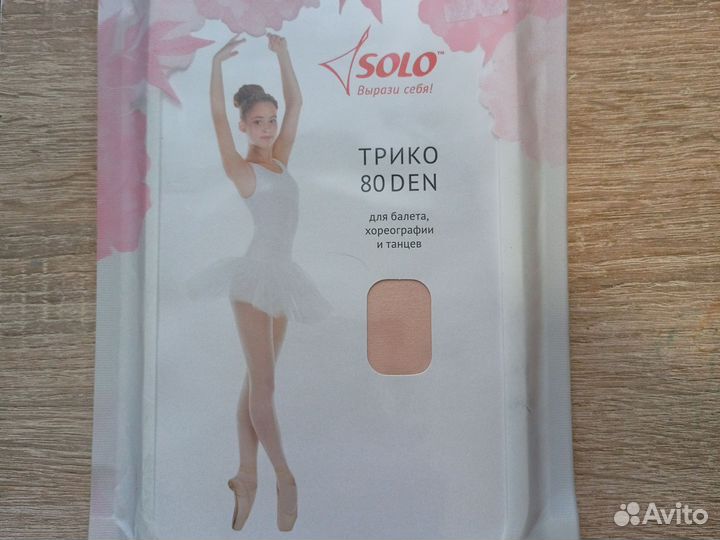 SOLO™
Вырази себя!
ТРИКО
80 DEN
для балета,
хореографии
и танцев
Avito